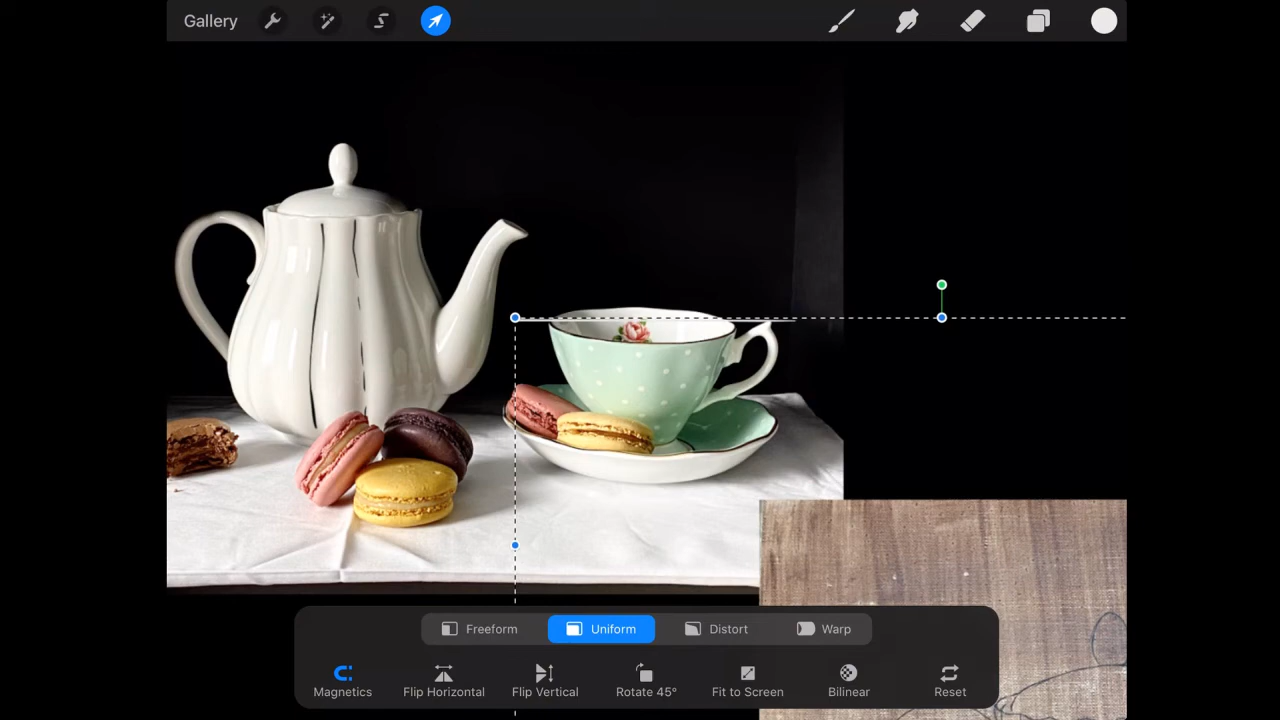 Gallery
Freeform Uniform Distort Warp
Magnetics Flip Horizontal Flip Vertical Rotate 45° Fit to Screen Bilinear Reset